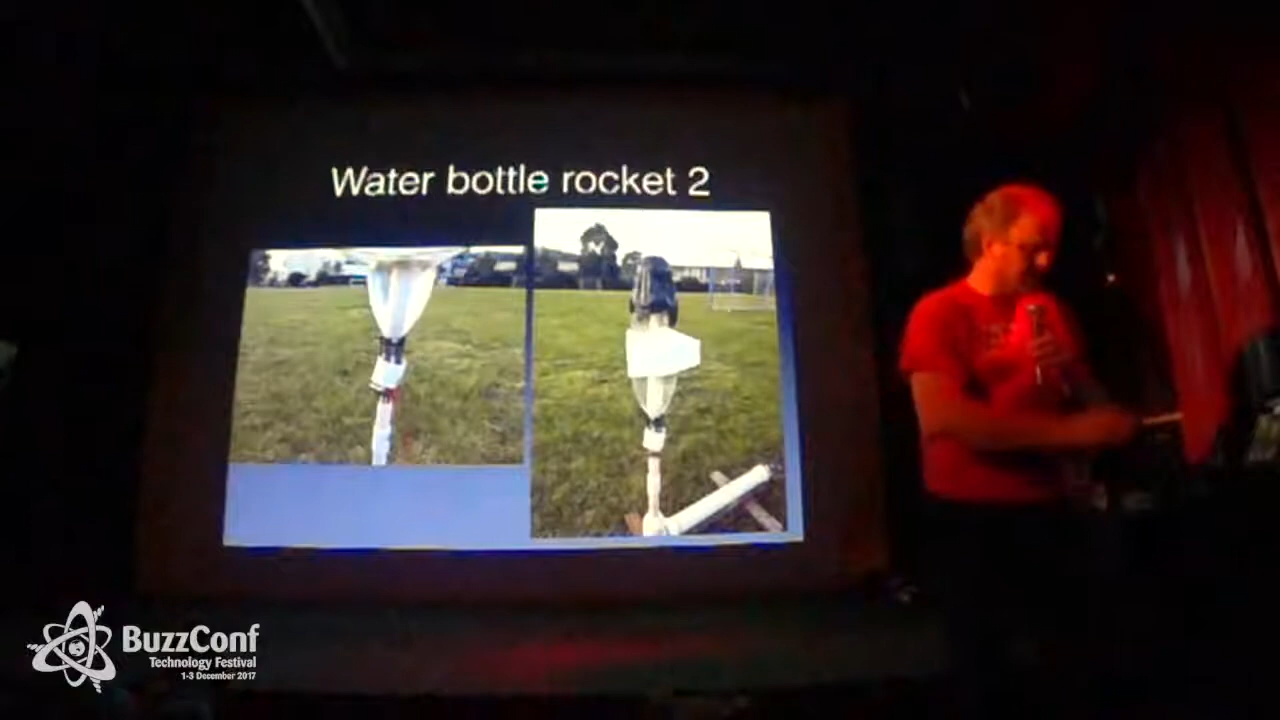 Water bottle rocket 2
BuzzConf
Technology Festival
1-3 December 2017